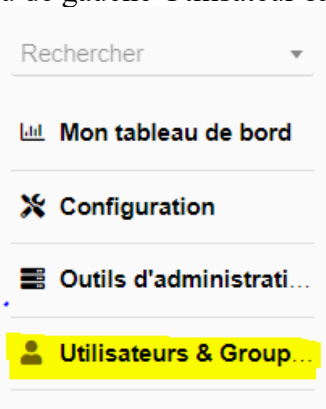 Rechercher
Mon tableau de bord
Configuration
Outils d'administrati...
Utilisateurs & Group...